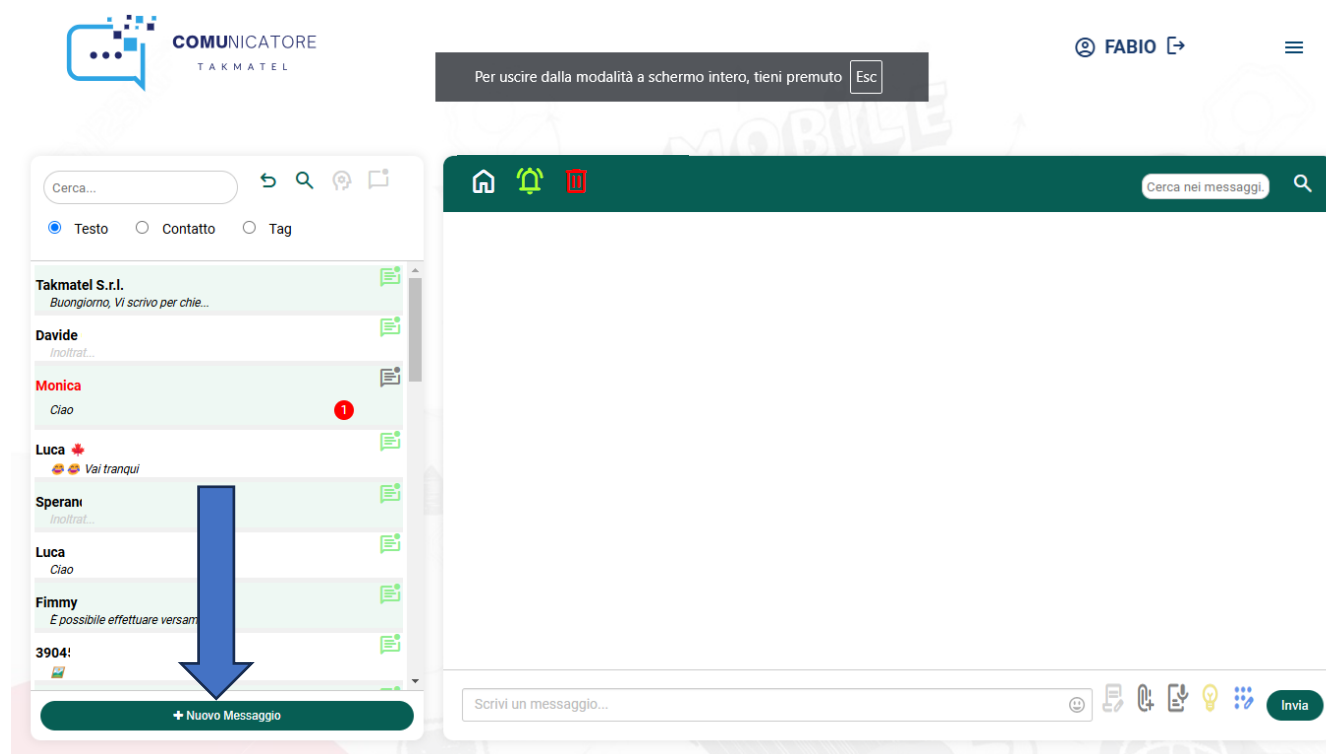 COMUNICATORE
TAKMATEL
FABIO
Per uscire dalla modalità a schermo intero, tieni premuto Esc
MOBILE
Cerca...
Testo Contatto Tag
Cerca nei messaggi.
Takmatel S.r.l.
Buongiorno, Vi scrivo per chie...
Davide
Inoltrat...
Monica
Ciao
1
Luca 🍁
Vai tranqui
Speran
Inoltrat...
Luca
Ciao
Fimmy
È possibile effettuare versam
3904
+ Nuovo Messaggio
Scrivi un messaggio...
Invia